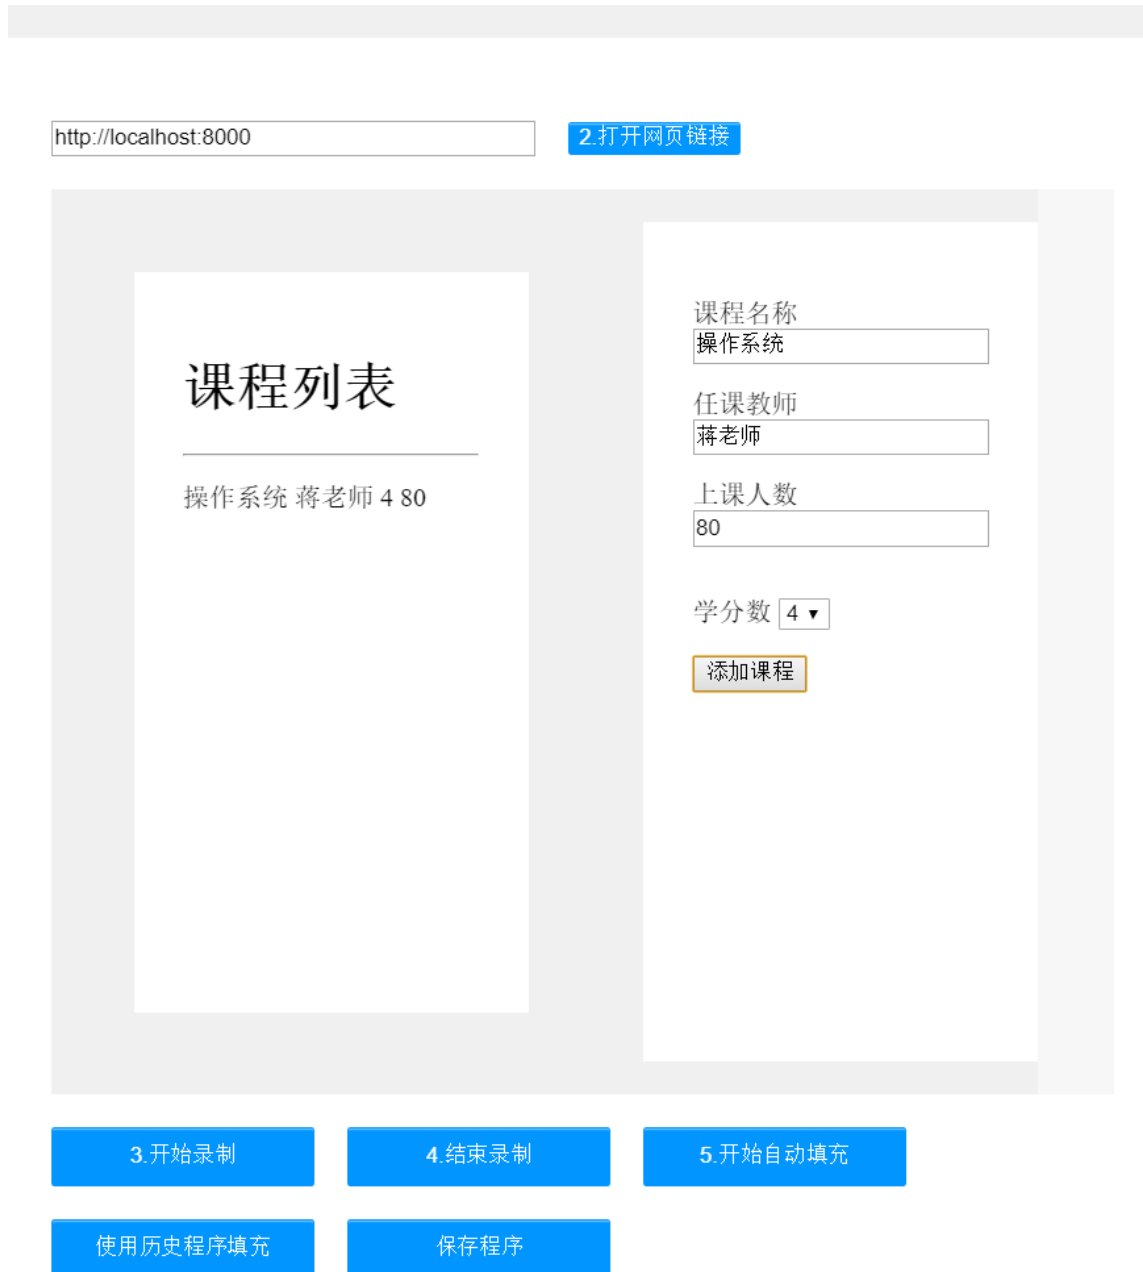 http://localhost:8000
2.打开网页链接
课程列表
操作系统 蒋老师 4 80
课程名称
操作系统
任课教师
蒋老师
上课人数
80
学分数 4 ▼
添加课程
3.开始录制
4.结束录制
5.开始自动填充
使用历史程序填充
保存程序